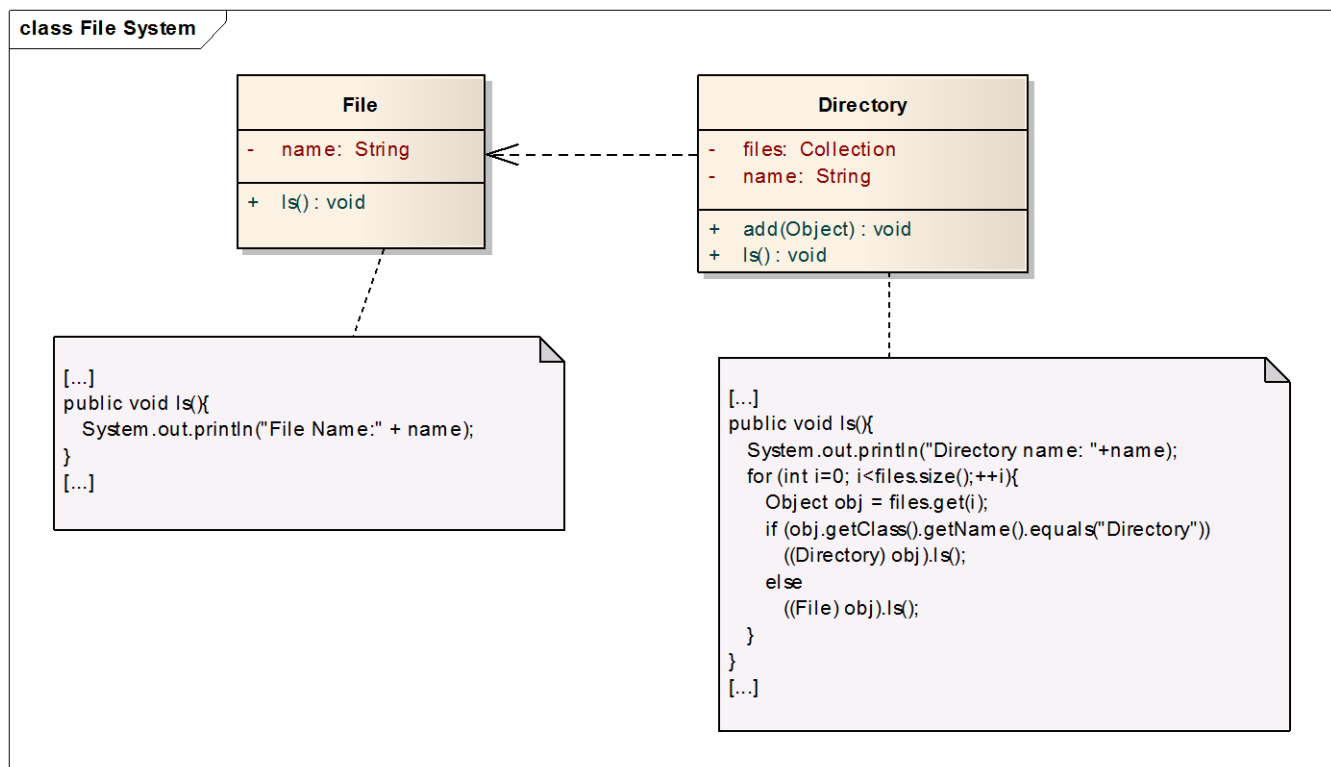 class File System
File
- name: String
+ ls() : void
Directory
- files: Collection
- name: String
+ add(Object) : void
+ ls() : void
[...]
public void ls(){
System.out.println("File Name:" + name);
}
[...]
[...]
public void ls(){
System.out.println("Directory name: "+name);
for (int i=0; i<files.size();++i){
Object obj = files.get(i);
if (obj.getClass().getName().equals("Directory"))
((Directory) obj).ls();
else
((File) obj).ls();
}
}
[...]